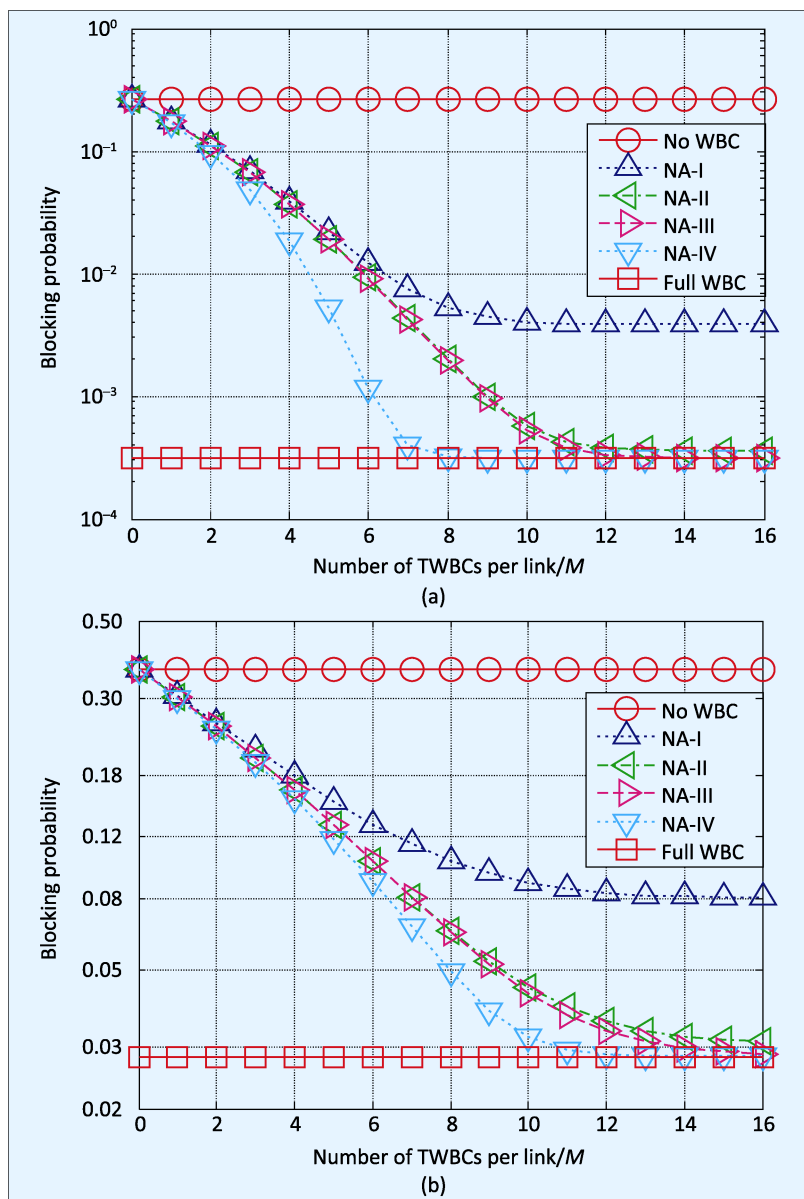 10⁰
10⁻¹
10⁻²
10⁻³
10⁻⁴
Blocking probability
No WBC
NA-I
NA-II
NA-III
NA-IV
Full WBC
0 2 4 6 8 10 12 14 16
Number of TWBCs per link/M
(a)
0.50
0.30
0.18
0.12
0.08
0.05
0.03
0.02
Blocking probability
No WBC
NA-I
NA-II
NA-III
NA-IV
Full WBC
0 2 4 6 8 10 12 14 16
Number of TWBCs per link/M
(b)